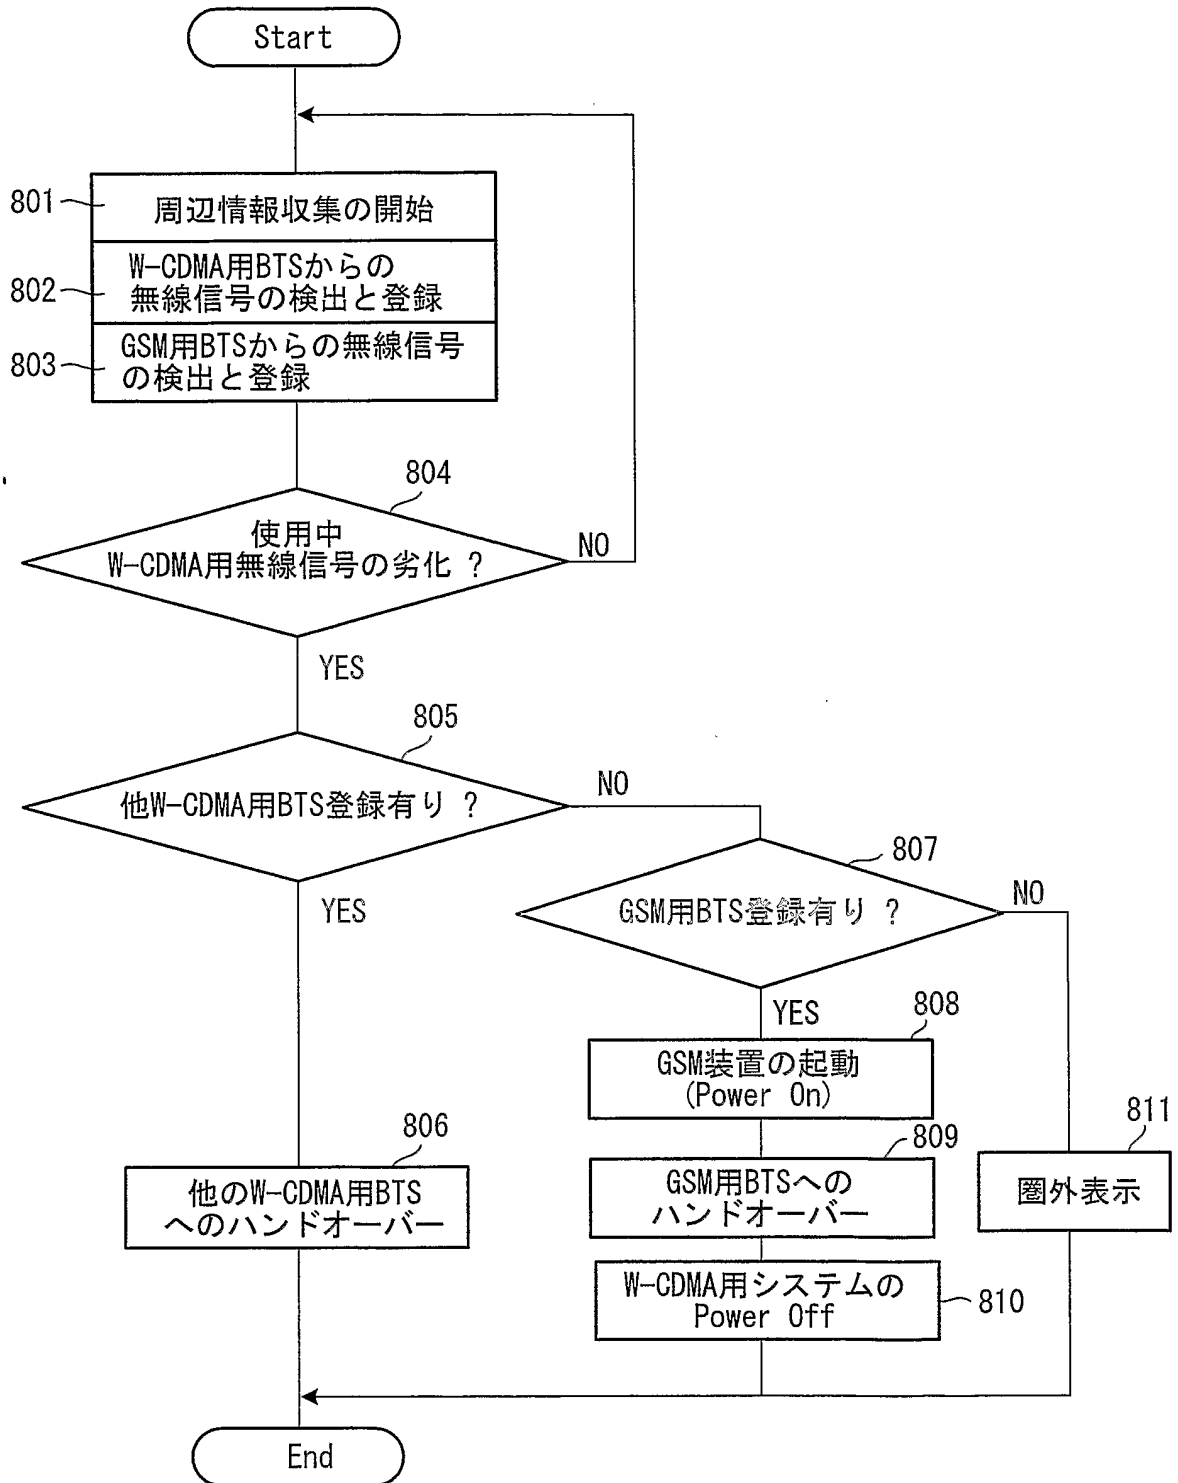 Start
801
周辺情報収集の開始
802
W-CDMA用BTSからの
無線信号の検出と登録
803
GSM用BTSからの無線信号
の検出と登録
804
使用中
W-CDMA用無線信号の劣化 ?
NO
YES
805
他W-CDMA用BTS登録有り ?
NO
YES
807
GSM用BTS登録有り ?
NO
YES
808
GSM装置の起動
(Power On)
806
他のW-CDMA用BTS
へのハンドオーバー
809
GSM用BTSへの
ハンドオーバー
811
圏外表示
W-CDMA用システムの
Power Off
810
End